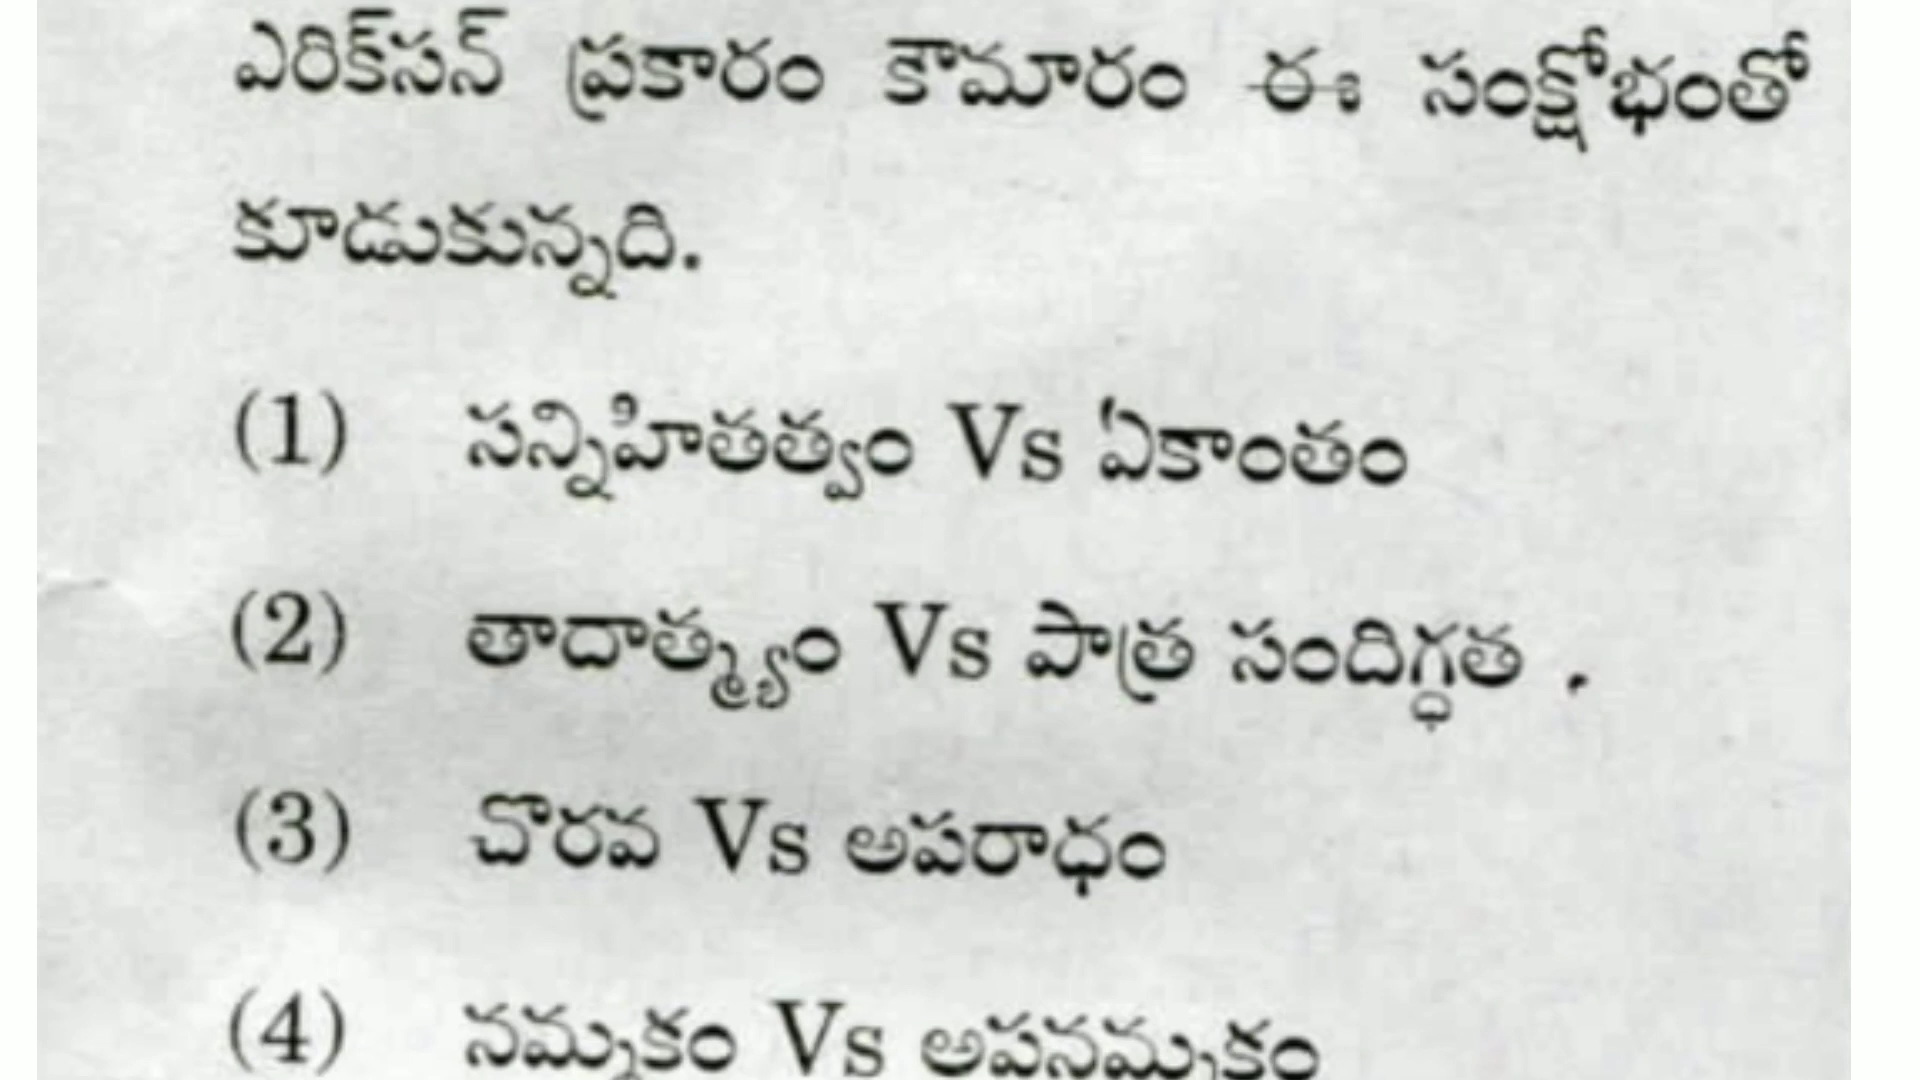 ఎరిక్‌సన్ ప్రకారం కౌమారం ఈ సంక్షోభంతో
కూడుకున్నది.
(1) సన్నిహితత్వం Vs ఏకాంతం
(2) తాదాత్మ్యం Vs పాత్ర సందిగ్ధత .
(3) చొరవ Vs అపరాధం
(4) నమ్మకం Vs అపనమ్మకం